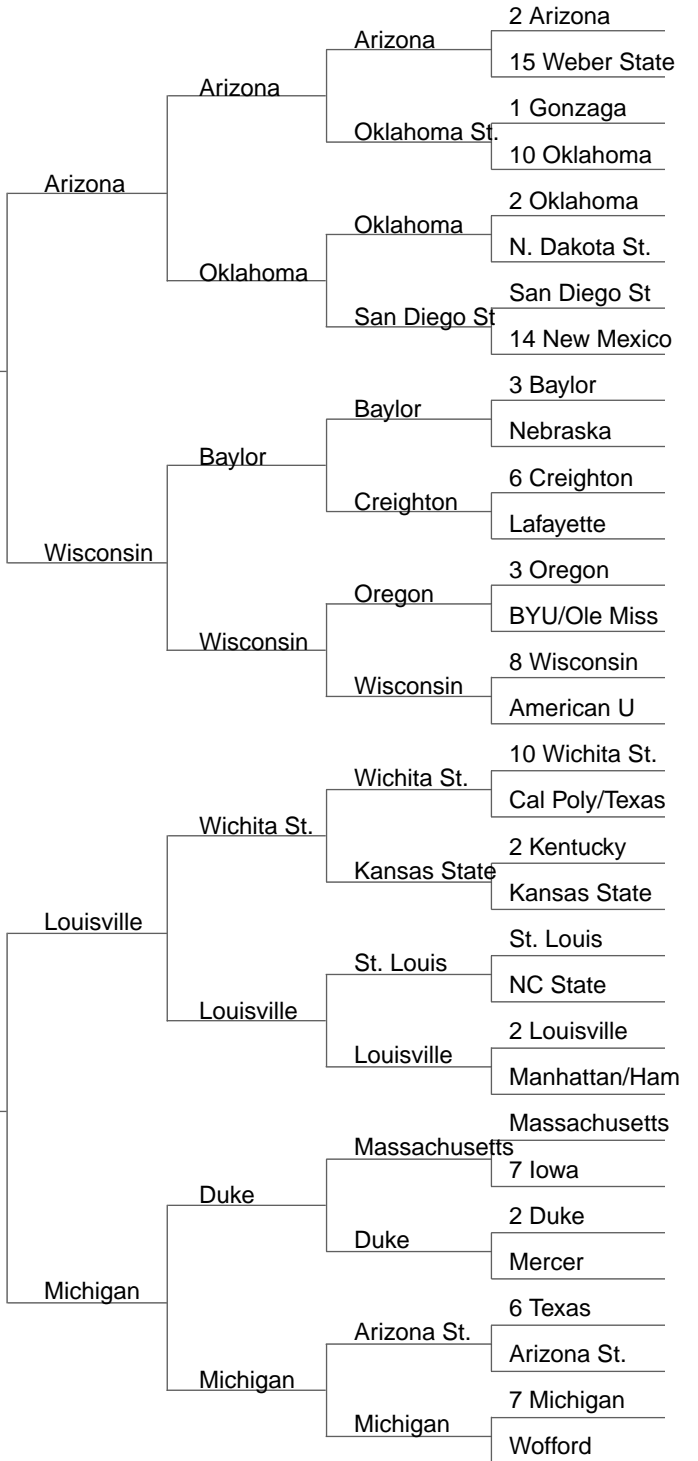 2 Arizona
Arizona
15 Weber State
Arizona
1 Gonzaga
Oklahoma St.
10 Oklahoma
Arizona
2 Oklahoma
Oklahoma
N. Dakota St.
Oklahoma
San Diego St
San Diego St
14 New Mexico
3 Baylor
Baylor
Nebraska
Baylor
6 Creighton
Creighton
Lafayette
Wisconsin
3 Oregon
Oregon
BYU/Ole Miss
Wisconsin
8 Wisconsin
Wisconsin
American U
10 Wichita St.
Wichita St.
Cal Poly/Texas
Wichita St.
2 Kentucky
Kansas State
Kansas State
Louisville
St. Louis
St. Louis
NC State
Louisville
2 Louisville
Louisville
Manhattan/Ham
Massachusetts
Massachusetts
7 Iowa
Duke
2 Duke
Duke
Mercer
Michigan
6 Texas
Arizona St.
Arizona St.
Michigan
7 Michigan
Michigan
Wofford